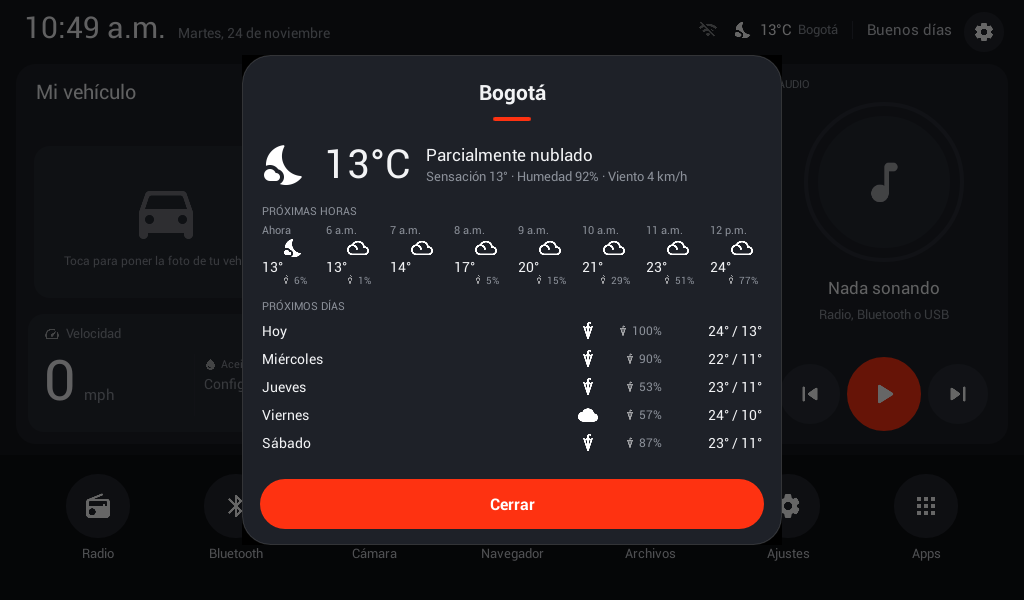 10:49 a.m. Martes, 24 de noviembre
13°C Bogotá Buenos días
Mi vehículo
AUDIO
Bogotá
13°C
Parcialmente nublado
Sensación 13° · Humedad 92% · Viento 4 km/h
PRÓXIMAS HORAS
Ahora 6 a.m. 7 a.m. 8 a.m. 9 a.m. 10 a.m. 11 a.m. 12 p.m.
13° 13° 14° 17° 20° 21° 23° 24°
6% 1% 5% 15% 29% 51% 77%
PRÓXIMOS DÍAS
Hoy 100% 24° / 13°
Miércoles 90% 22° / 11°
Jueves 53% 23° / 11°
Viernes 57% 24° / 10°
Sábado 87% 23° / 11°
Cerrar
Toca para poner la foto de tu veh
Velocidad
0 mph
Acei
Config
Nada sonando
Radio, Bluetooth o USB
Radio Bluetooth Cámara Navegador Archivos Ajustes Apps